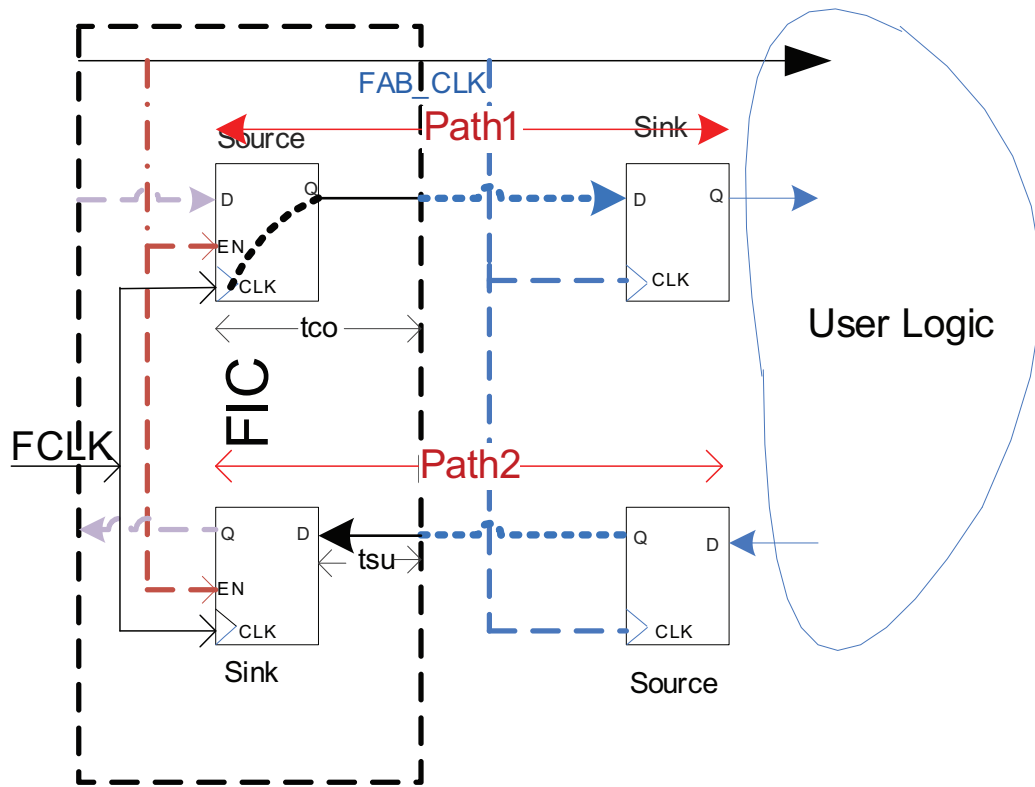 FAB_CLK
Path1
Source
Sink
D
Q
EN
CLK
D
Q
CLK
tco
User Logic
FIC
FCLK
Path2
Q
D
EN
CLK
tsu
Q
D
CLK
Sink
Source